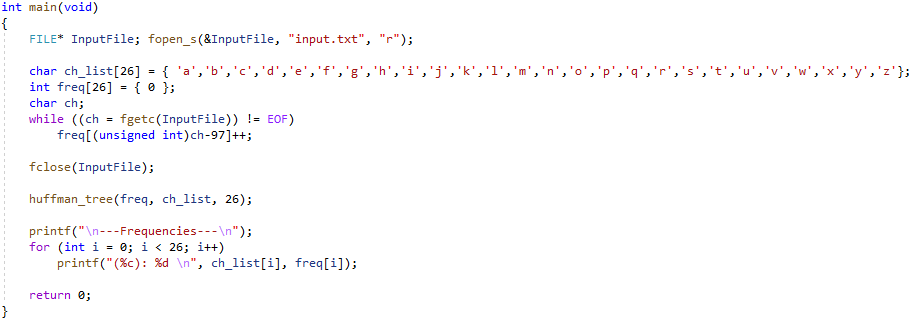 int main(void)
{
    FILE* InputFile; fopen_s(&InputFile, "input.txt", "r");

    char ch_list[26] = { 'a','b','c','d','e','f','g','h','i','j','k','l','m','n','o','p','q','r','s','t','u','v','w','x','y','z'};
    int freq[26] = { 0 };
    char ch;
    while ((ch = fgetc(InputFile)) != EOF)
        freq[(unsigned int)ch-97]++;

    fclose(InputFile);

    huffman_tree(freq, ch_list, 26);

    printf("\n---Frequencies---\n");
    for (int i = 0; i < 26; i++)
        printf("(%c): %d \n", ch_list[i], freq[i]);

    return 0;
}